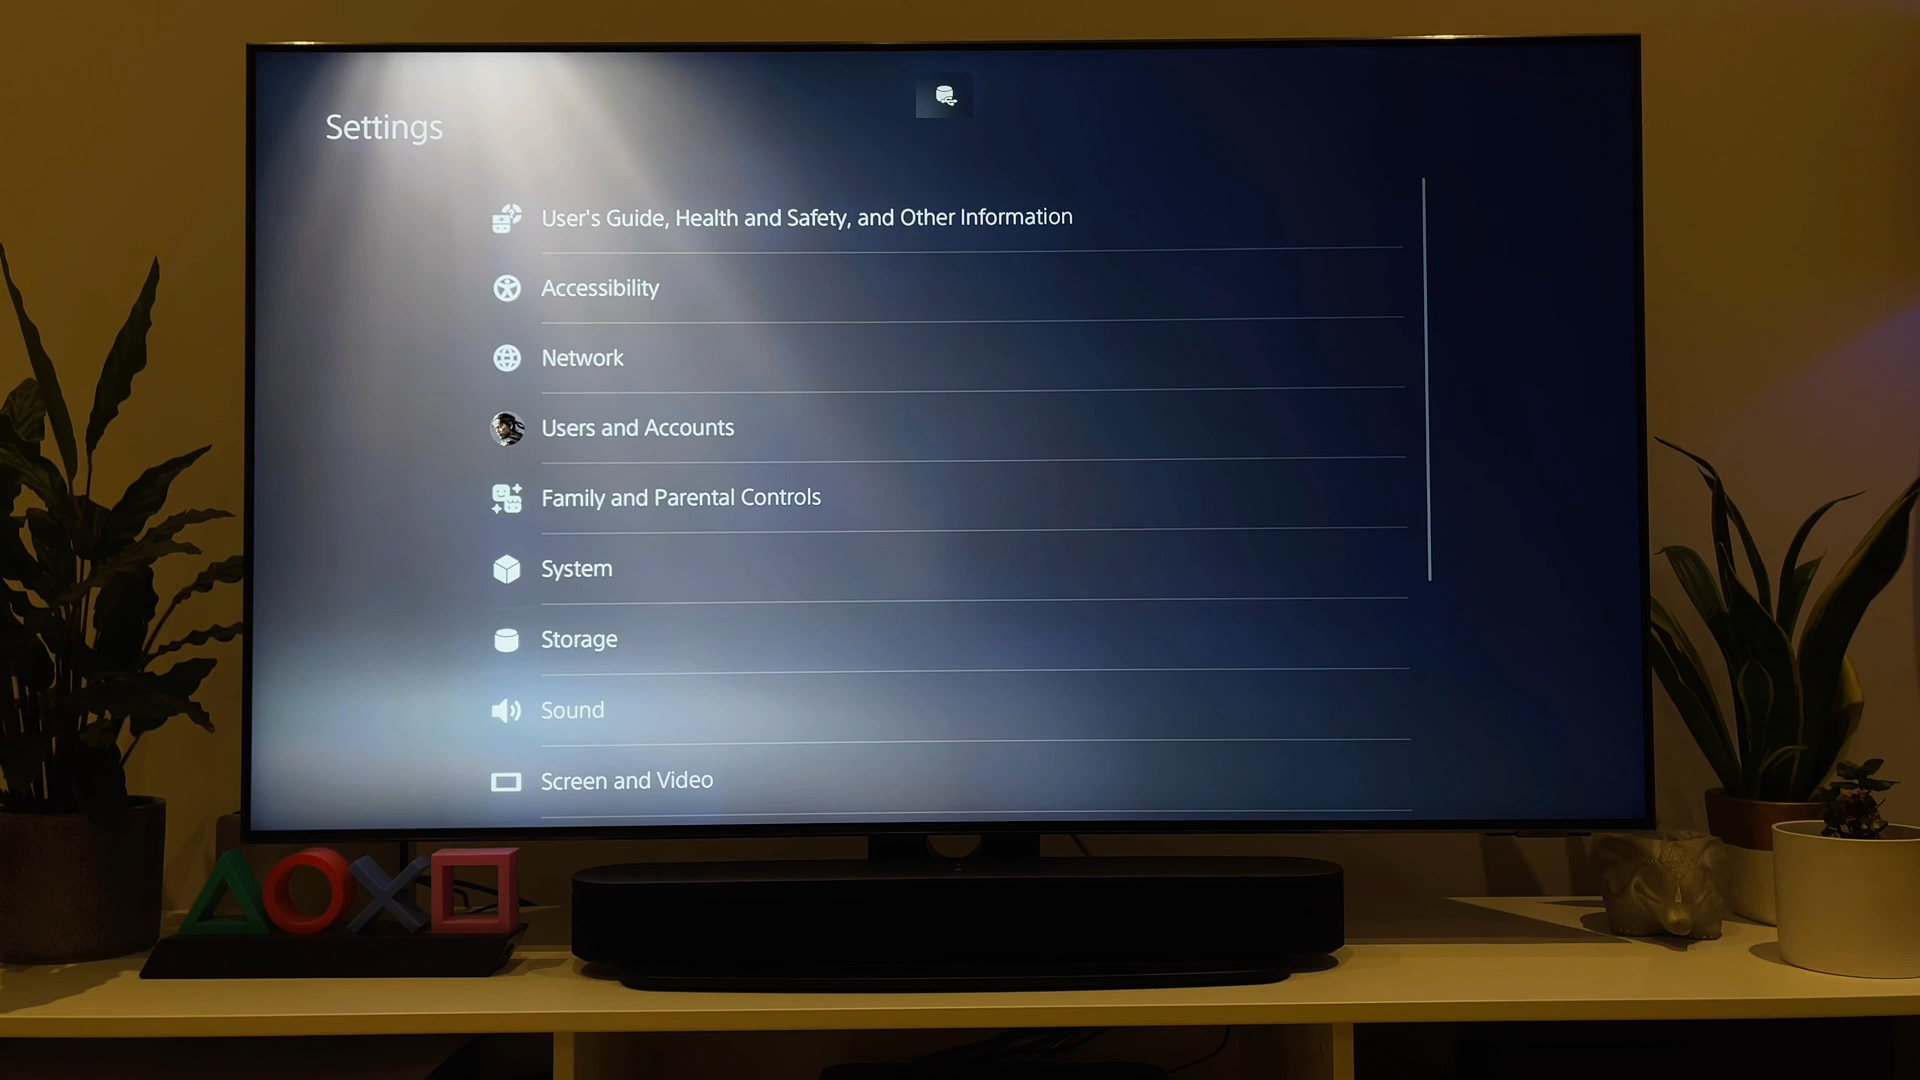 Settings
User's Guide, Health and Safety, and Other Information
Accessibility
Network
Users and Accounts
Family and Parental Controls
System
Storage
Sound
Screen and Video